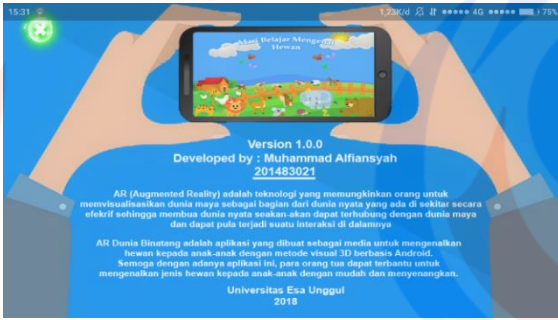 15:31
1,23K/d 4G 75%
Mari Belajar Mengenal
Hewan
Version 1.0.0
Developed by : Muhammad Alfiansyah
201483021
AR (Augmented Reality) adalah teknologi yang memungkinkan orang untuk
memvisualisasikan dunia maya sebagai bagian dari dunia nyata yang ada di sekitar secara
efekrif sehingga membua dunia nyata seakan-akan dapat terhubung dengan dunia maya
dan dapat pula terjadi suatu interaksi di dalamnya
AR Dunia Binatang adalah aplikasi yang dibuat sebagai media untuk mengenalkan
hewan kepada anak-anak dengan metode visual 3D berbasis Android.
Semoga dengan adanya aplikasi ini, para orang tua dapat terbantu untuk
mengenalkan jenis hewan kepada anak-anak dengan mudah dan menyenangkan.
Universitas Esa Unggul
2018